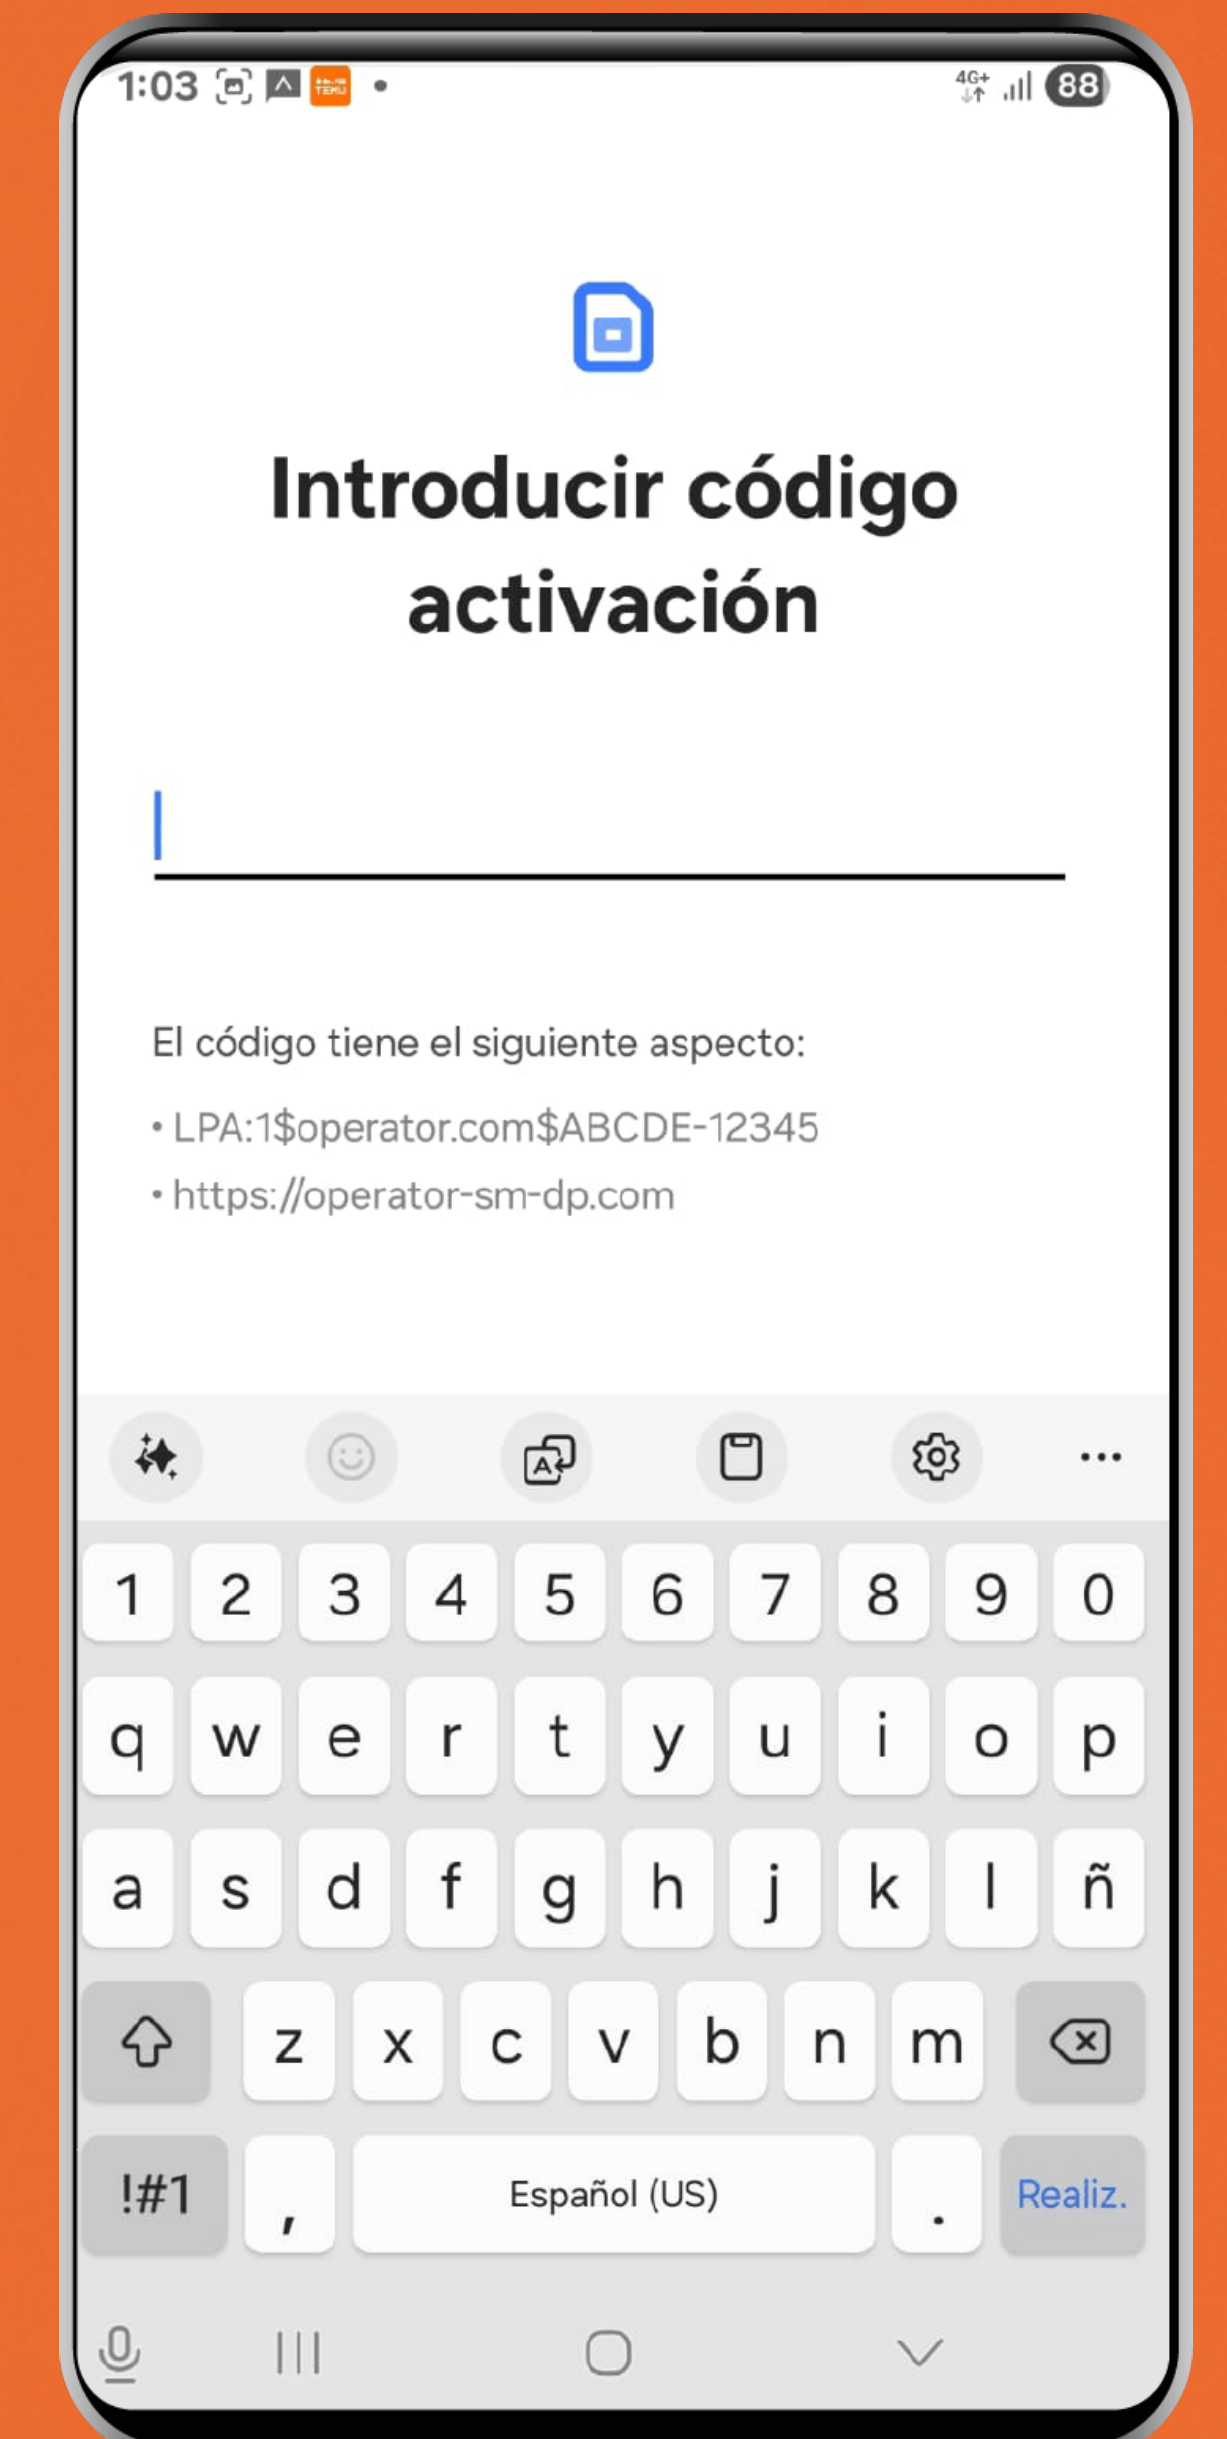 1:03 TEMU 4G+ 88
Introducir código
activación
El código tiene el siguiente aspecto:
• LPA:1$operator.com$ABCDE-12345
• https://operator-sm-dp.com
A
1 2 3 4 5 6 7 8 9 0
q w e r t y u i o p
a s d f g h j k l ñ
z x c v b n m
!#1 , Español (US) . Realiz.